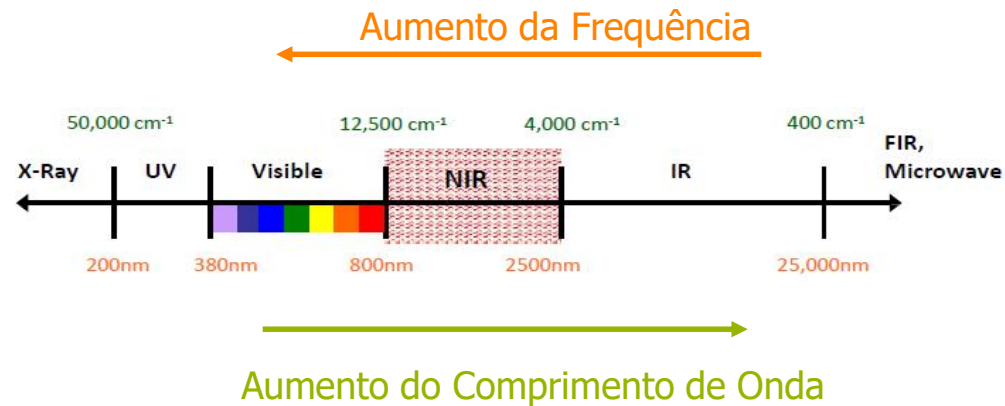 Aumento da Frequência
50,000 cm⁻¹ 12,500 cm⁻¹ 4,000 cm⁻¹ 400 cm⁻¹
FIR,
X-Ray UV Visible NIR IR Microwave
200nm 380nm 800nm 2500nm 25,000nm
Aumento do Comprimento de Onda